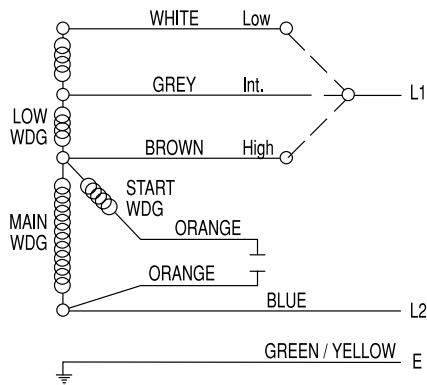 WHITE Low
GREY Int.
L1
LOW
WDG
BROWN High
START
WDG
MAIN
WDG
ORANGE
ORANGE
BLUE
L2
GREEN / YELLOW
E